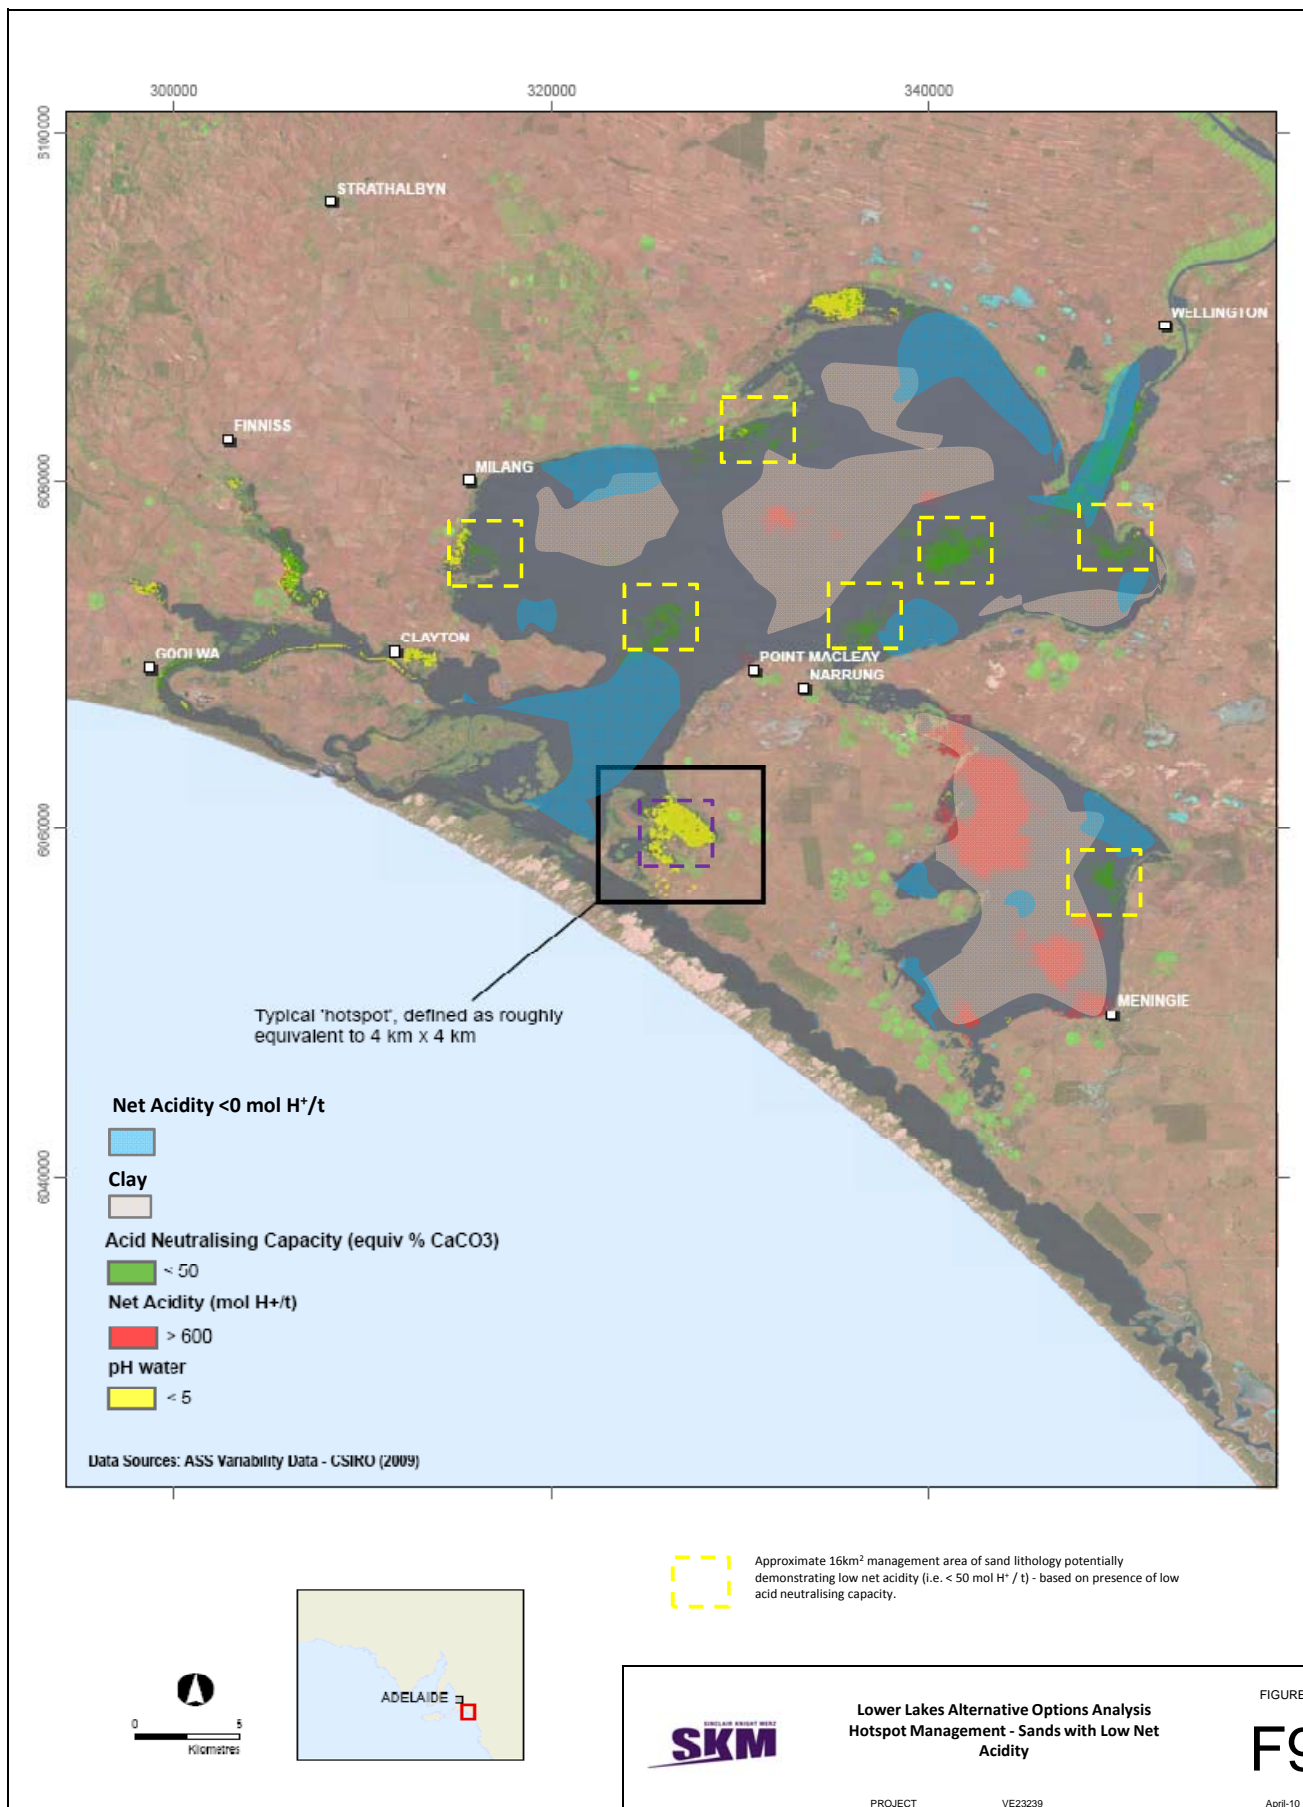 300000
320000
340000
6100000
STRATHALBYN
WELLINGTON
FINNISS
MILANG
6080000
CLAYTON
GOOLWA
POINT MACLEAY
NARRUNG
6060000
Typical 'hotspot', defined as roughly
equivalent to 4 km x 4 km
MENINGIE
Net Acidity <0 mol H⁺/t
Clay
6040000
Acid Neutralising Capacity (equiv % CaCO3)
< 50
Net Acidity (mol H+/t)
> 600
pH water
< 5
Data Sources: ASS Variability Data - CSIRO (2009)
Approximate 16km² management area of sand lithology potentially
demonstrating low net acidity (i.e. < 50 mol H⁺ / t) - based on presence of low
acid neutralising capacity.
ADELAIDE
0 5
Kilometres
SINCLAIR KNIGHT MERZ
SKM
Lower Lakes Alternative Options Analysis
Hotspot Management - Sands with Low Net
Acidity
FIGURE
F9
PROJECT VE23239
April-10